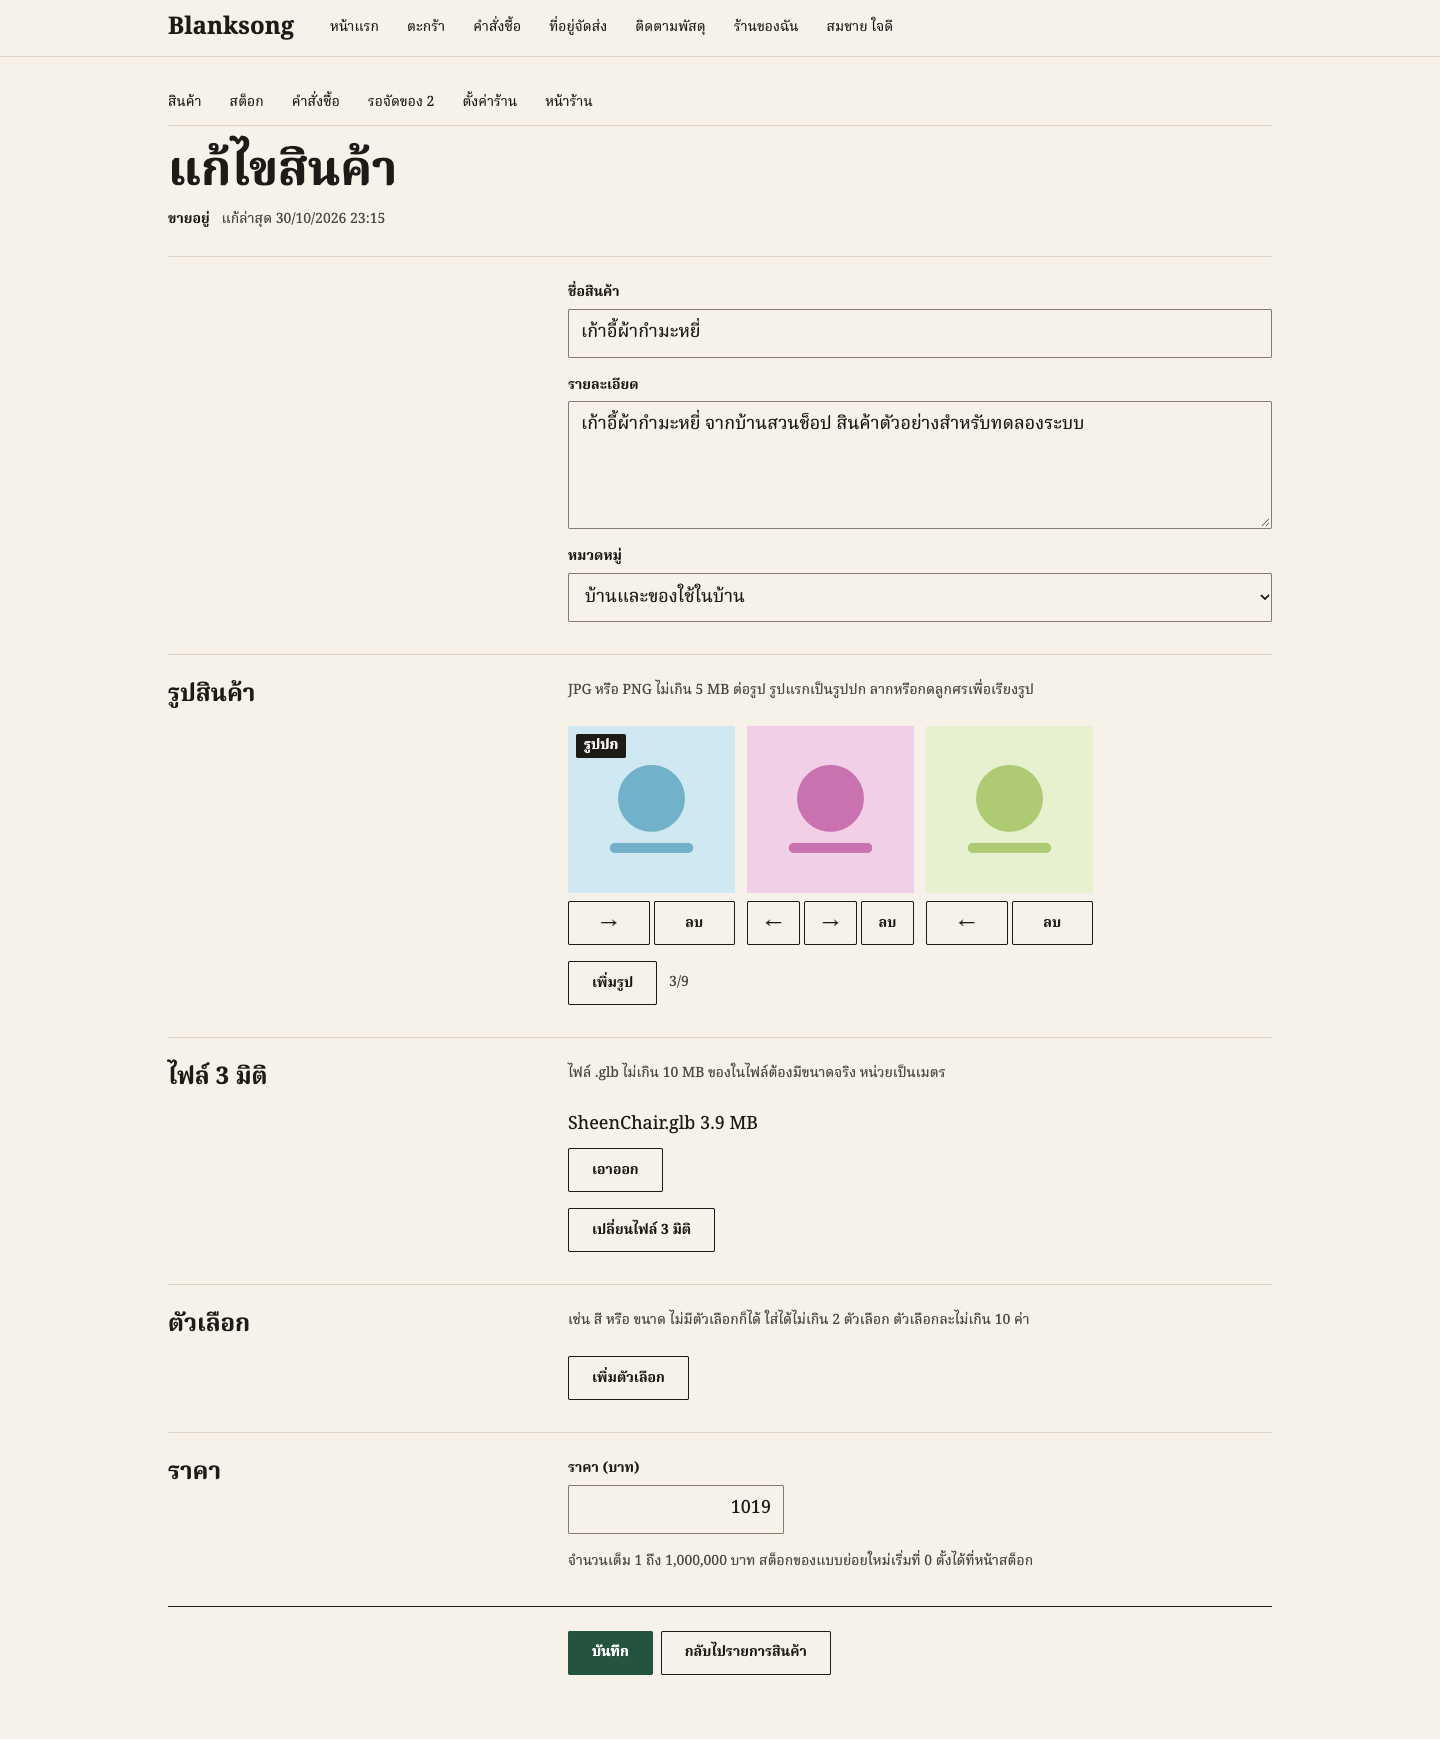 Blanksong หน้าแรก ตะกร้า คำสั่งซื้อ ที่อยู่จัดส่ง ติดตามพัสดุ ร้านของฉัน สมชาย ใจดี
สินค้า สต็อก คำสั่งซื้อ รอจัดของ 2 ตั้งค่าร้าน หน้าร้าน
แก้ไขสินค้า
ขายอยู่ แก้ล่าสุด 30/10/2026 23:15
ชื่อสินค้า
เก้าอี้ผ้ากำมะหยี่
รายละเอียด
เก้าอี้ผ้ากำมะหยี่ จากบ้านสวนช็อป สินค้าตัวอย่างสำหรับทดลองระบบ
หมวดหมู่
บ้านและของใช้ในบ้าน
รูปสินค้า
JPG หรือ PNG ไม่เกิน 5 MB ต่อรูป รูปแรกเป็นรูปปก ลากหรือกดลูกศรเพื่อเรียงรูป
รูปปก
→ ลบ ← → ลบ ← ลบ
เพิ่มรูป 3/9
ไฟล์ 3 มิติ
ไฟล์ .glb ไม่เกิน 10 MB ของในไฟล์ต้องมีขนาดจริง หน่วยเป็นเมตร
SheenChair.glb 3.9 MB
เอาออก
เปลี่ยนไฟล์ 3 มิติ
ตัวเลือก
เช่น สี หรือ ขนาด ไม่มีตัวเลือกก็ได้ ใส่ได้ไม่เกิน 2 ตัวเลือก ตัวเลือกละไม่เกิน 10 ค่า
เพิ่มตัวเลือก
ราคา
ราคา (บาท)
1019
จำนวนเต็ม 1 ถึง 1,000,000 บาท สต็อกของแบบย่อยใหม่เริ่มที่ 0 ตั้งได้ที่หน้าสต็อก
บันทึก กลับไปรายการสินค้า